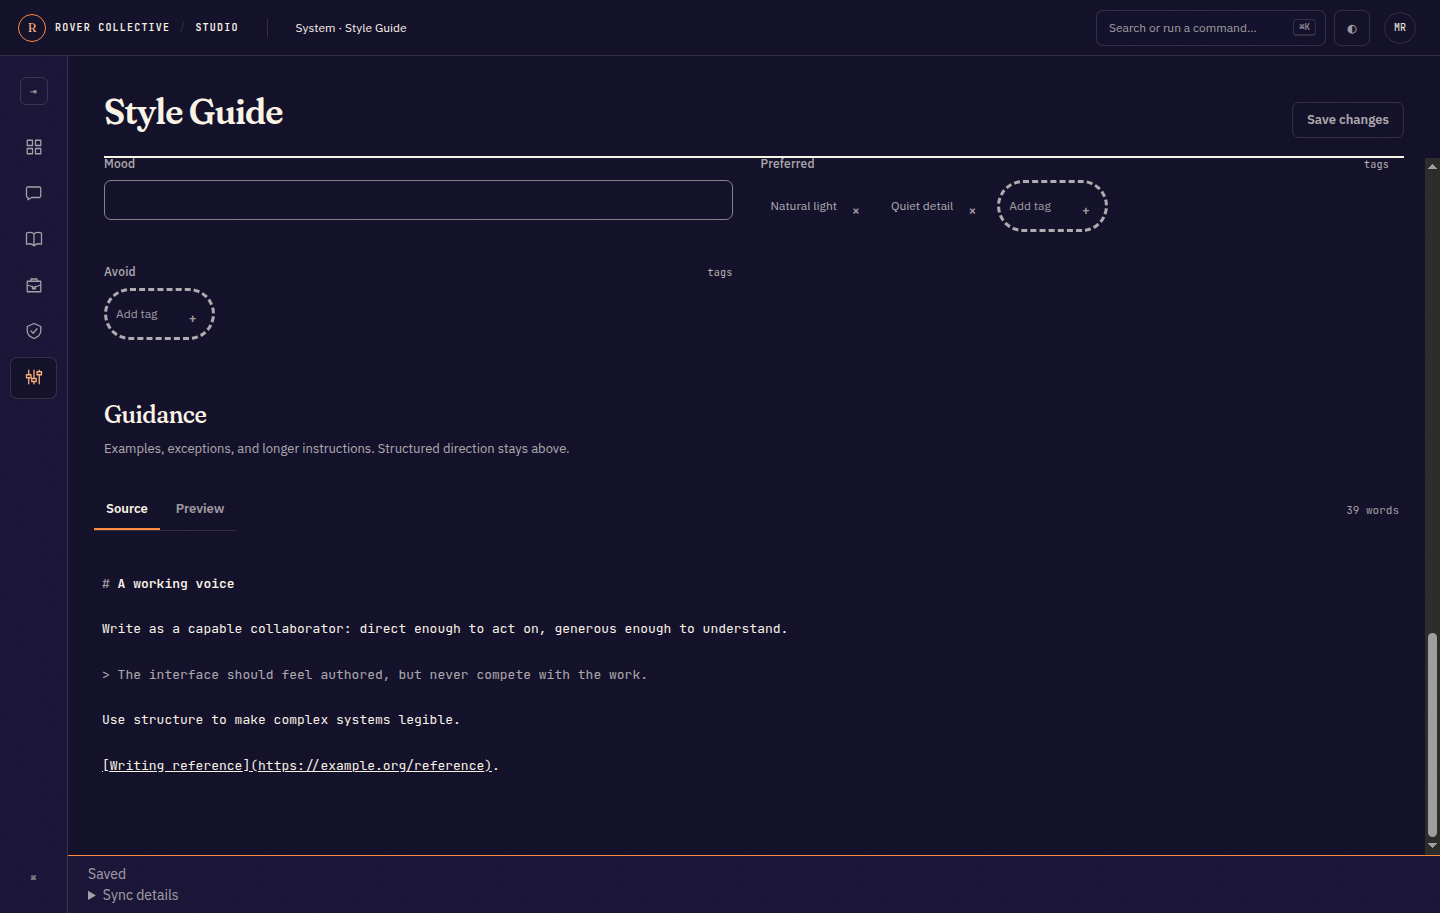 R ROVER COLLECTIVE / STUDIO System · Style Guide Search or run a command... ⌘K MR
Style Guide
Save changes
Mood
Preferred tags
Natural light × Quiet detail × Add tag +
Avoid tags
Add tag +
Guidance
Examples, exceptions, and longer instructions. Structured direction stays above.
Source Preview 39 words
# A working voice
Write as a capable collaborator: direct enough to act on, generous enough to understand.
> The interface should feel authored, but never compete with the work.
Use structure to make complex systems legible.
[Writing reference](https://example.org/reference).
⌘
Saved
▶ Sync details